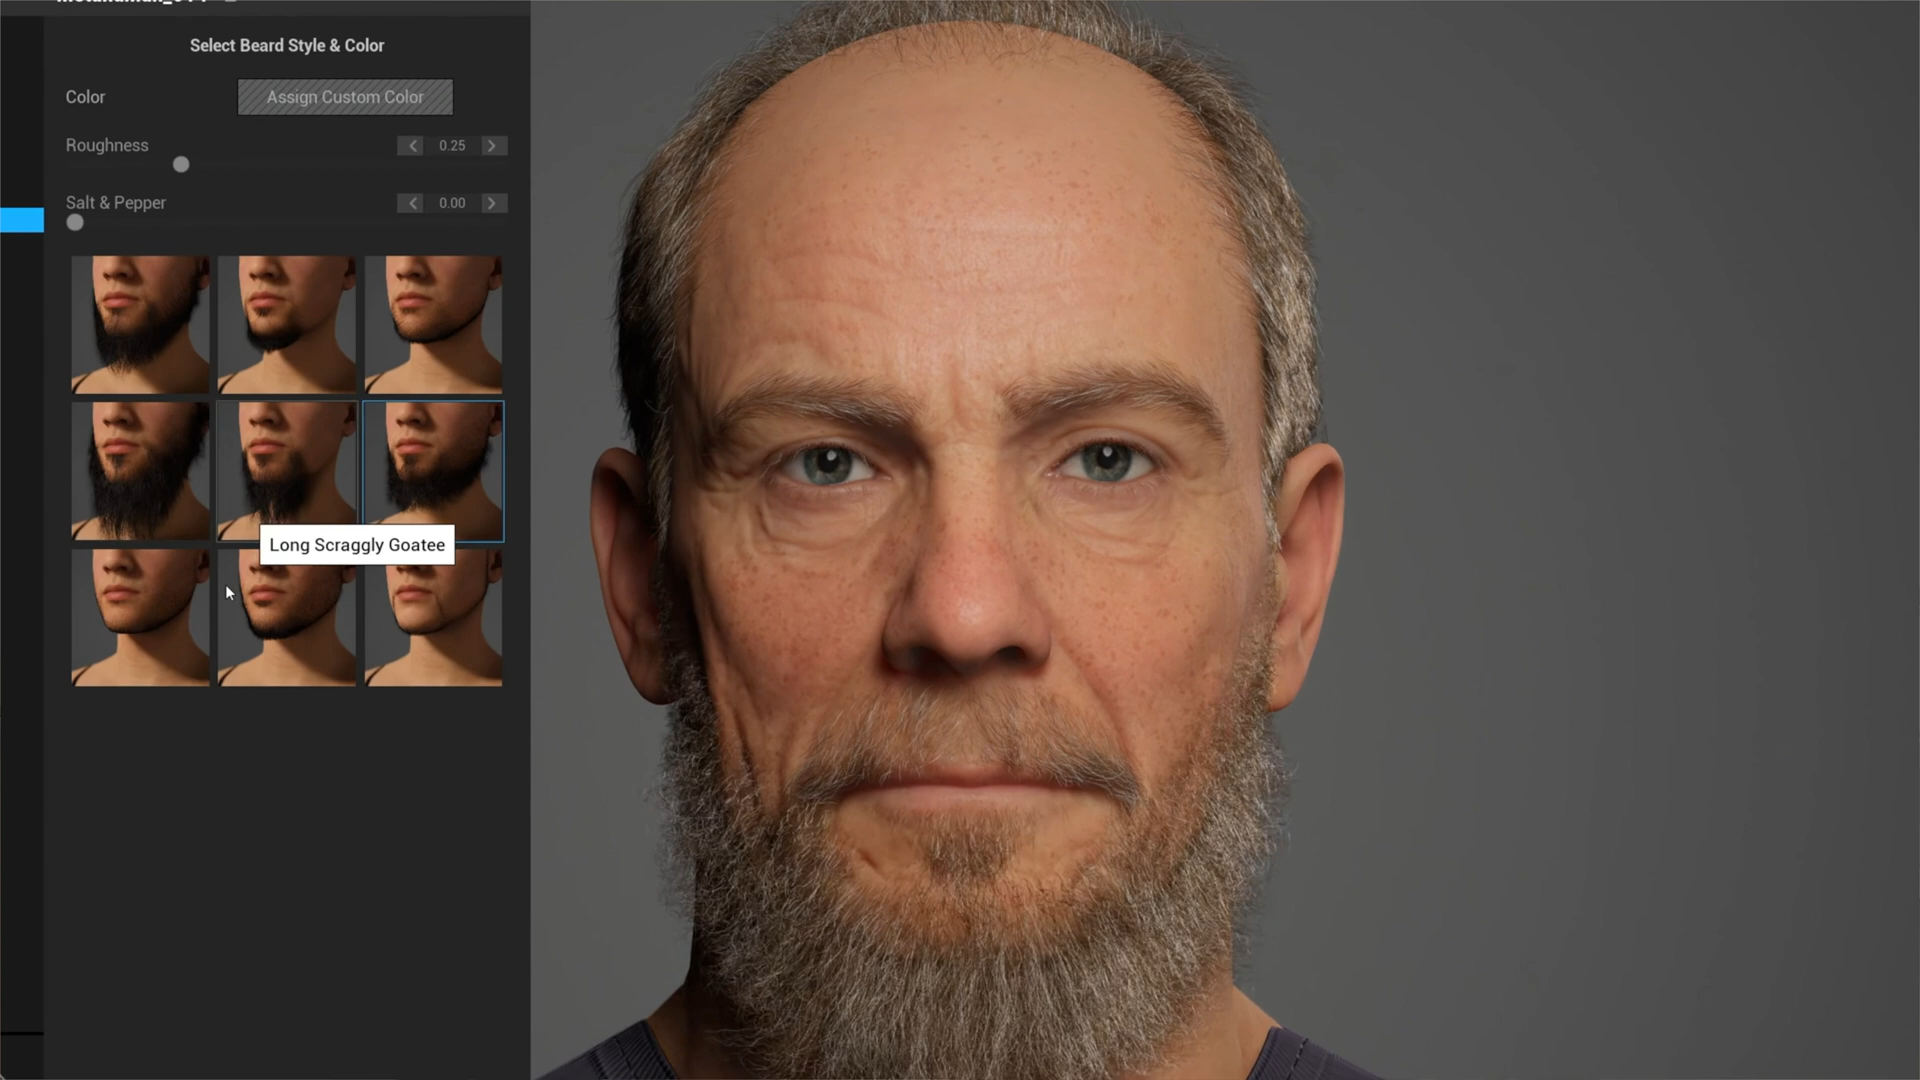 Select Beard Style & Color
Color
Assign Custom Color
Roughness
0.25
Salt & Pepper
0.00
Long Scraggly Goatee